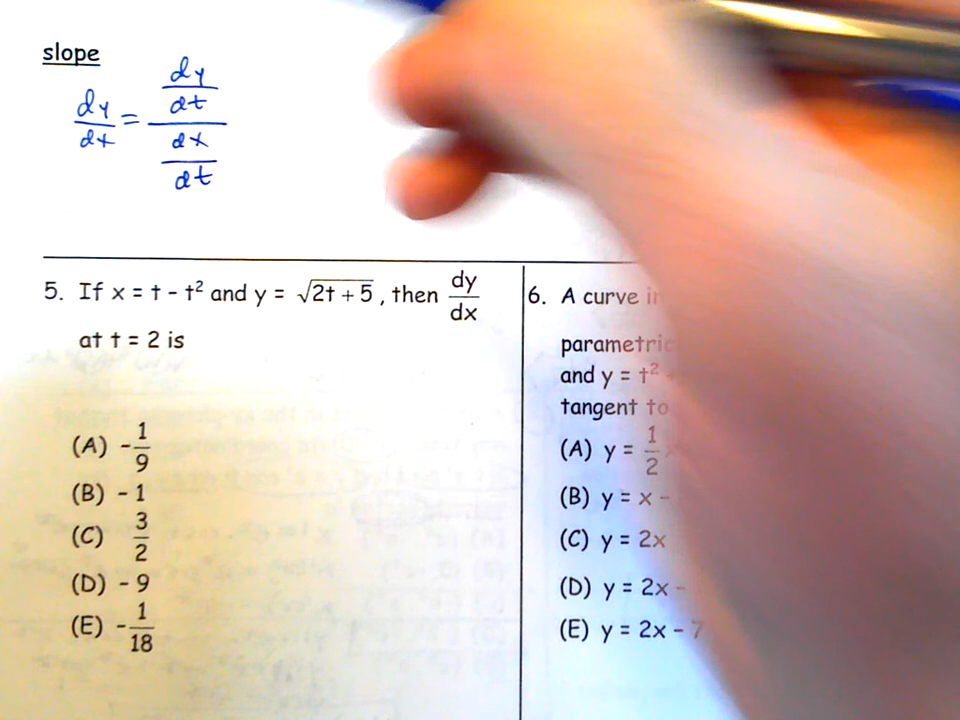 slope
dy/dx = (dy/dt)/(dx/dt)
5. If x = t - t² and y = √(2t + 5), then dy/dx
at t = 2 is
(A) -1/9
(B) - 1
(C) 3/2
(D) - 9
(E) -1/18
6. A curve in
parametric
and y = t²
tangent to
(A) y = 1/2
(B) y = x -
(C) y = 2x
(D) y = 2x -
(E) y = 2x - 7